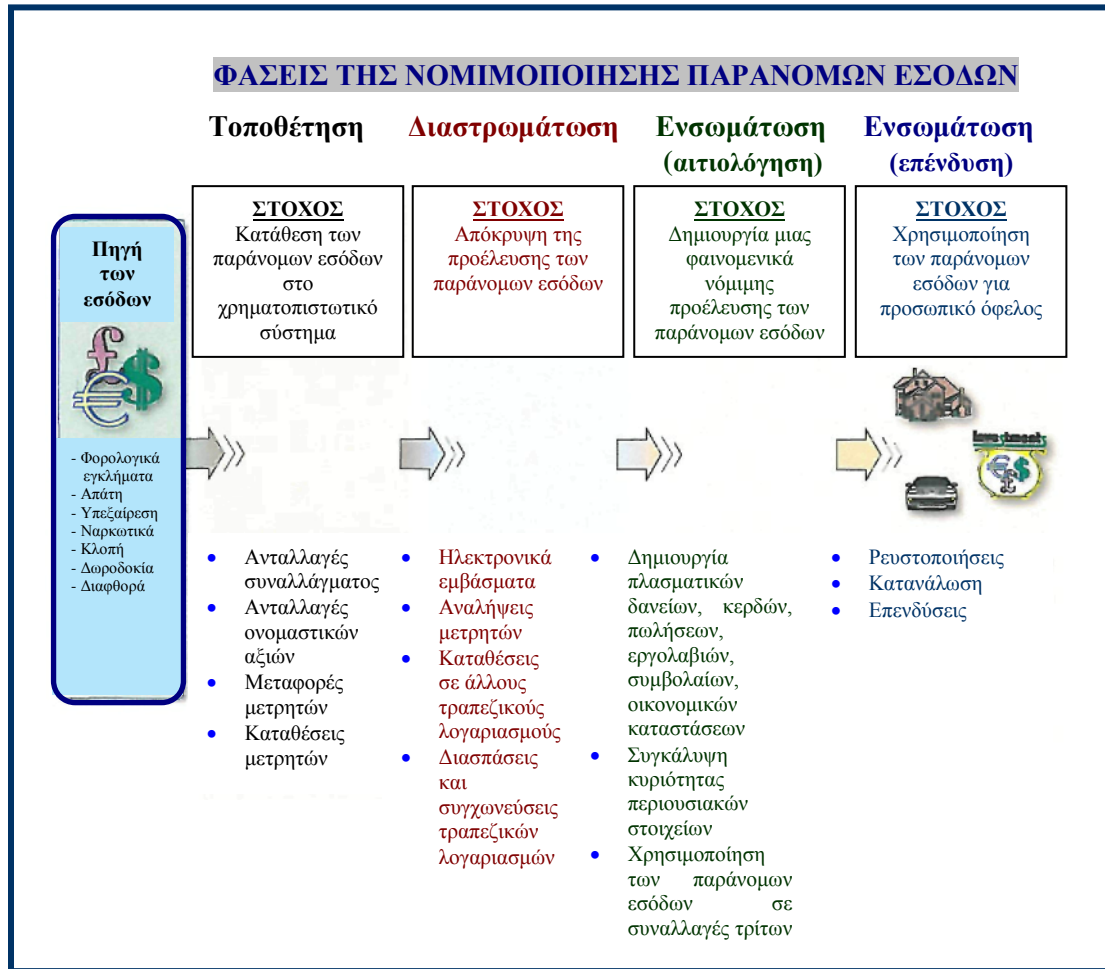 ΦΑΣΕΙΣ ΤΗΣ ΝΟΜΙΜΟΠΟΙΗΣΗΣ ΠΑΡΑΝΟΜΩΝ ΕΣΟΔΩΝ
Πηγή
των
εσόδων
- Φορολογικά
εγκλήματα
- Απάτη
- Υπεξαίρεση
- Ναρκωτικά
- Κλοπή
- Δωροδοκία
- Διαφθορά
Τοποθέτηση
ΣΤΟΧΟΣ
Κατάθεση των
παράνομων εσόδων
στο
χρηματοπιστωτικό
σύστημα
• Ανταλλαγές
συναλλάγματος
• Ανταλλαγές
ονομαστικών
αξιών
• Μεταφορές
μετρητών
• Καταθέσεις
μετρητών
Διαστρωμάτωση
ΣΤΟΧΟΣ
Απόκρυψη της
προέλευσης των
παράνομων εσόδων
• Ηλεκτρονικά
εμβάσματα
• Αναλήψεις
μετρητών
• Καταθέσεις
σε άλλους
τραπεζικούς
λογαριασμούς
• Διασπάσεις
και
συγχωνεύσεις
τραπεζικών
λογαριασμών
Ενσωμάτωση
(αιτιολόγηση)
ΣΤΟΧΟΣ
Δημιουργία μιας
φαινομενικά
νόμιμης
προέλευσης των
παράνομων εσόδων
• Δημιουργία
πλασματικών
δανείων, κερδών,
πωλήσεων,
εργολαβιών,
συμβολαίων,
οικονομικών
καταστάσεων
• Συγκάλυψη
κυριότητας
περιουσιακών
στοιχείων
• Χρησιμοποίηση
των παράνομων
εσόδων σε
συναλλαγές τρίτων
Ενσωμάτωση
(επένδυση)
ΣΤΟΧΟΣ
Χρησιμοποίηση
των παράνομων
εσόδων για
προσωπικό όφελος
Investments
• Ρευστοποιήσεις
• Κατανάλωση
• Επενδύσεις